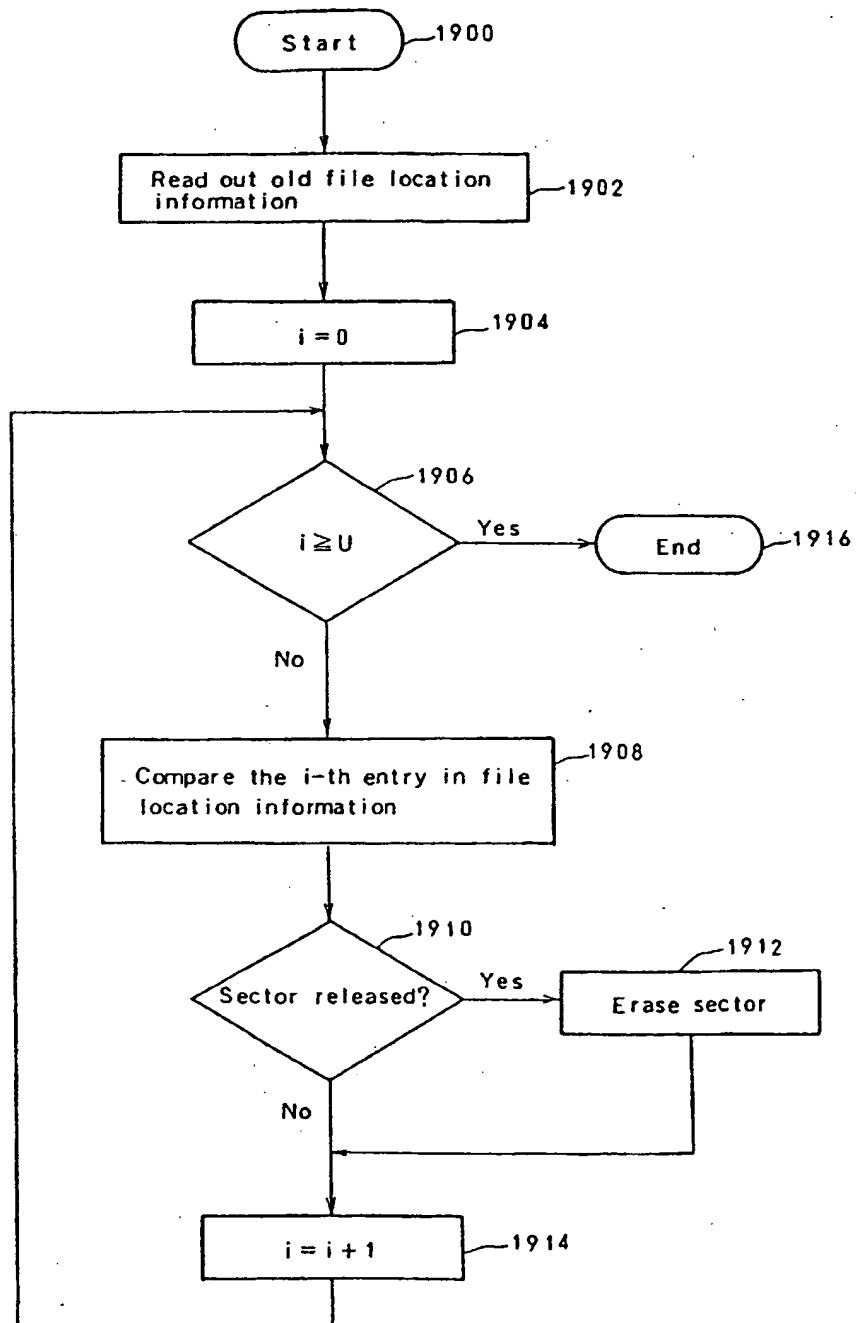 Start
1900
Read out old file location
information
1902
i = 0
1904
1906
i ≧ U
Yes
End
1916
No
1908
Compare the i-th entry in file
location information
1910
1912
Sector released?
Yes
Erase sector
No
i = i + 1
1914